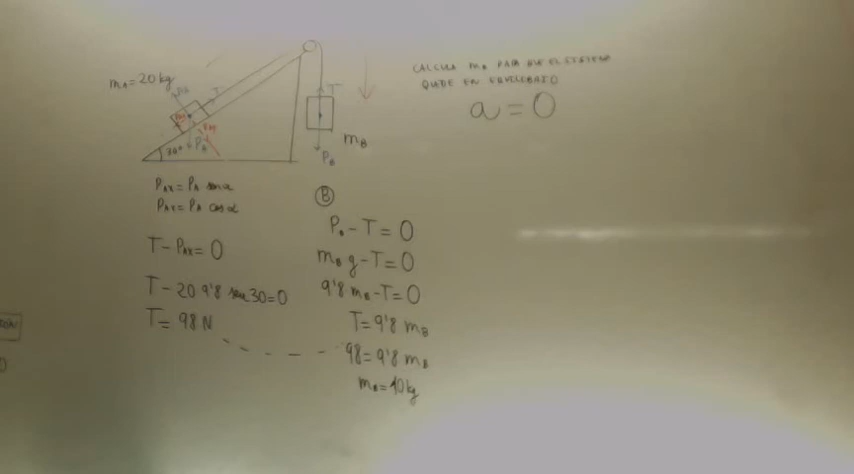 CALCULA mB PARA QUE EL SISTEMA
QUEDE EN EQUILIBRIO
a = 0
mA = 20 kg
T
T
30º
PA
mB
PB
PAX = PA sen α
PAX = PA cos α
T - PAX = 0
T - 20 9'8 sen 30 = 0
T = 98 N
B
PB - T = 0
mB g - T = 0
9'8 mB - T = 0
T = 9'8 mB
98 = 9'8 mB
mB = 10 kg